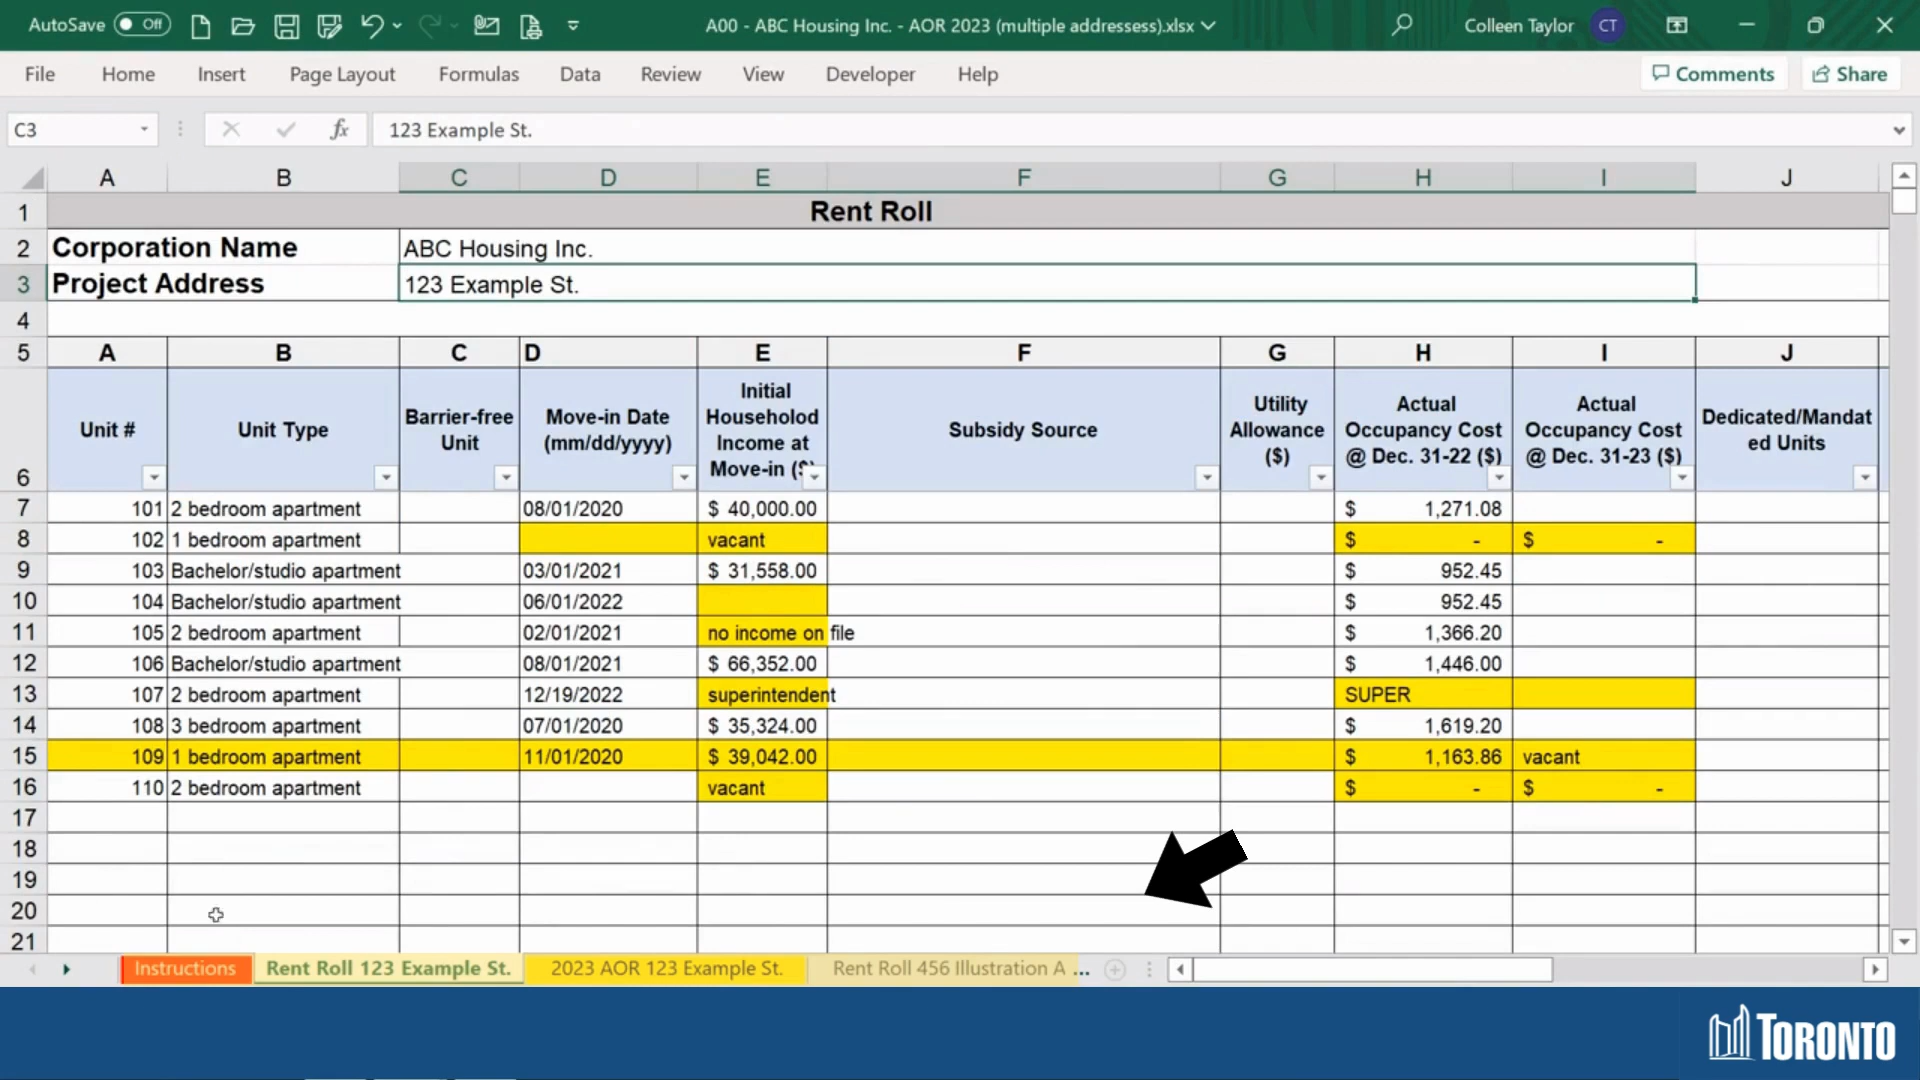 AutoSave Off
A00 - ABC Housing Inc. - AOR 2023 (multiple addressess).xlsx
Colleen Taylor CT
File Home Insert Page Layout Formulas Data Review View Developer Help Comments Share
C3 fx 123 Example St.
A B C D E F G H I J
1 Rent Roll
2 Corporation Name ABC Housing Inc.
3 Project Address 123 Example St.
4
5 A B C D E F G H I J
6 Unit # Unit Type Barrier-free Unit Move-in Date (mm/dd/yyyy) Initial Househoold Income at Move-in ($) Subsidy Source Utility Allowance ($) Actual Occupancy Cost @ Dec. 31-22 ($) Actual Occupancy Cost @ Dec. 31-23 ($) Dedicated/Mandated Units
7 101 2 bedroom apartment 08/01/2020 $ 40,000.00 $ 1,271.08
8 102 1 bedroom apartment vacant $ - $ -
9 103 Bachelor/studio apartment 03/01/2021 $ 31,558.00 $ 952.45
10 104 Bachelor/studio apartment 06/01/2022 $ 952.45
11 105 2 bedroom apartment 02/01/2021 no income on file $ 1,366.20
12 106 Bachelor/studio apartment 08/01/2021 $ 66,352.00 $ 1,446.00
13 107 2 bedroom apartment 12/19/2022 superintendent SUPER
14 108 3 bedroom apartment 07/01/2020 $ 35,324.00 $ 1,619.20
15 109 1 bedroom apartment 11/01/2020 $ 39,042.00 $ 1,163.86 vacant
16 110 2 bedroom apartment vacant $ - $ -
17
18
19
20
21
Instructions Rent Roll 123 Example St. 2023 AOR 123 Example St. Rent Roll 456 Illustration A ...
TORONTO